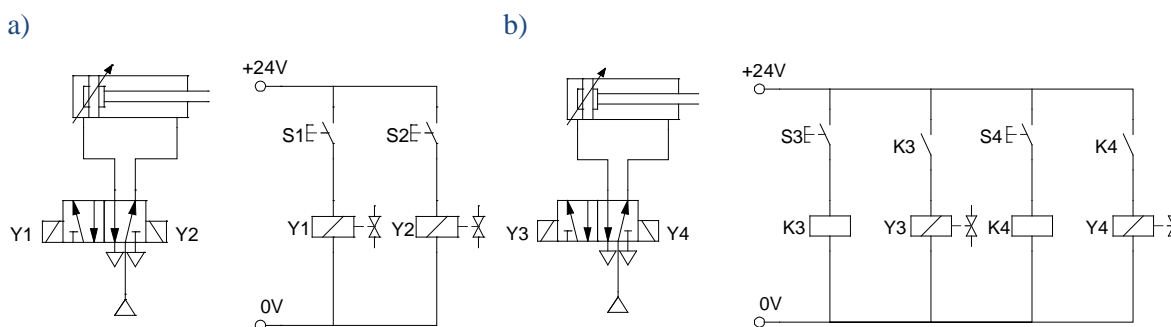 a)
b)
+24V
S1
S2
Y1
Y2
Y1
Y2
0V
+24V
S3
K3
S4
K4
Y3
Y4
K3
Y3
K4
Y4
0V